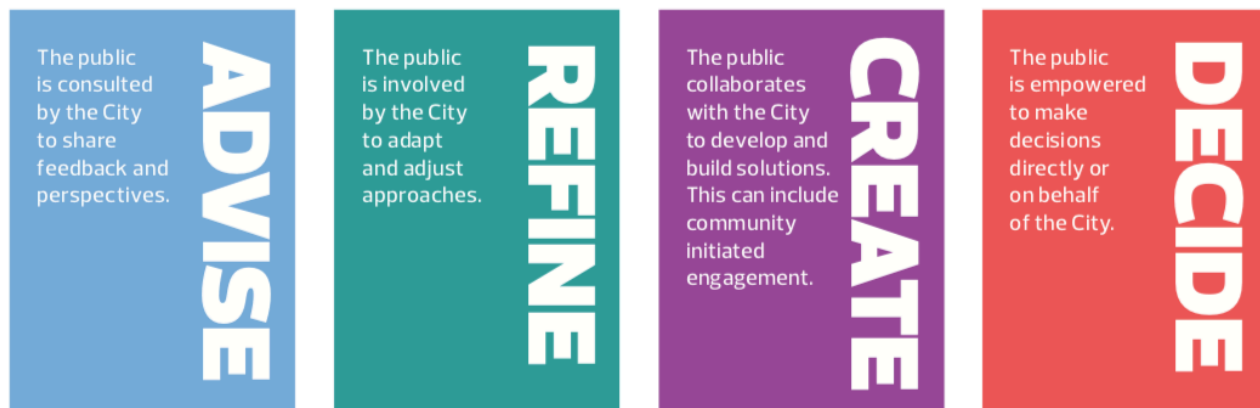 The public
is consulted
by the City
to share
feedback and
perspectives.
ADVISE
The public
is involved
by the City
to adapt
and adjust
approaches.
REFINE
The public
collaborates
with the City
to develop and
build solutions.
This can include
community
initiated
engagement.
CREATE
The public
is empowered
to make
decisions
directly or
on behalf
of the City.
DECIDE